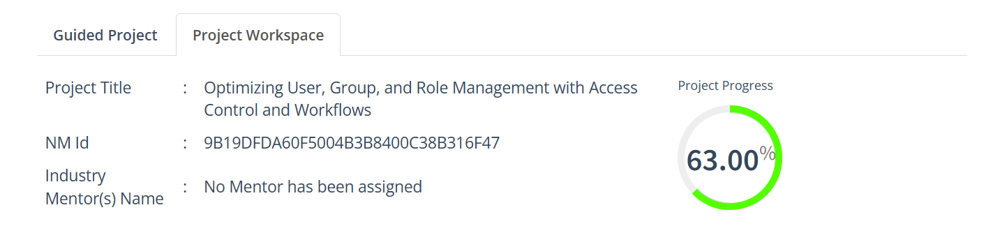 Guided Project
Project Workspace
Project Title : Optimizing User, Group, and Role Management with Access
Control and Workflows
NM Id : 9B19DFDA60F5004B3B8400C38B316F47
Industry
Mentor(s) Name : No Mentor has been assigned
Project Progress
63.00%